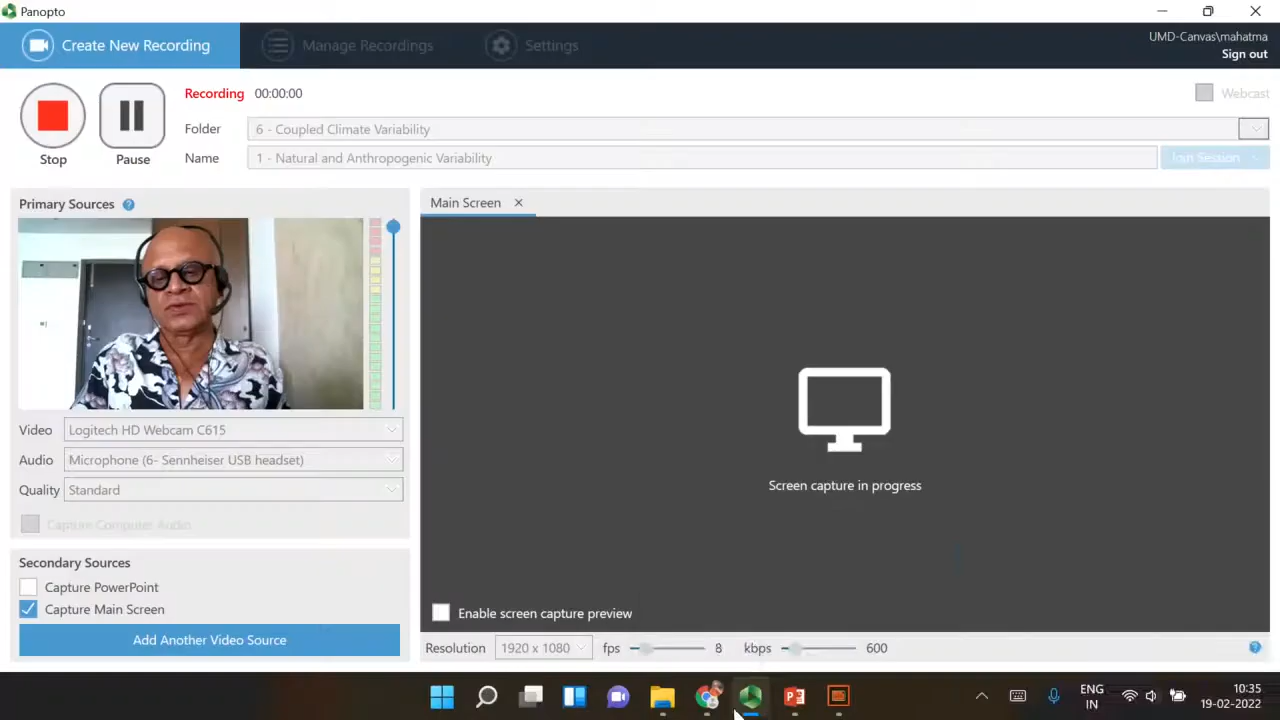 Panopto
Create New Recording
Manage Recordings
Settings
UMD-Canvas\mahatma
Sign out
Recording 00:00:00
Webcast
Folder
6 - Coupled Climate Variability
Name
1 - Natural and Anthropogenic Variability
Join Session
Stop
Pause
Primary Sources
Main Screen
Video
Logitech HD Webcam C615
Audio
Microphone (6- Sennheiser USB headset)
Quality
Standard
Capture Computer Audio
Screen capture in progress
Secondary Sources
Capture PowerPoint
Capture Main Screen
Add Another Video Source
Enable screen capture preview
Resolution 1920 x 1080 fps 8 kbps 600
ENG
IN
10:35
19-02-2022